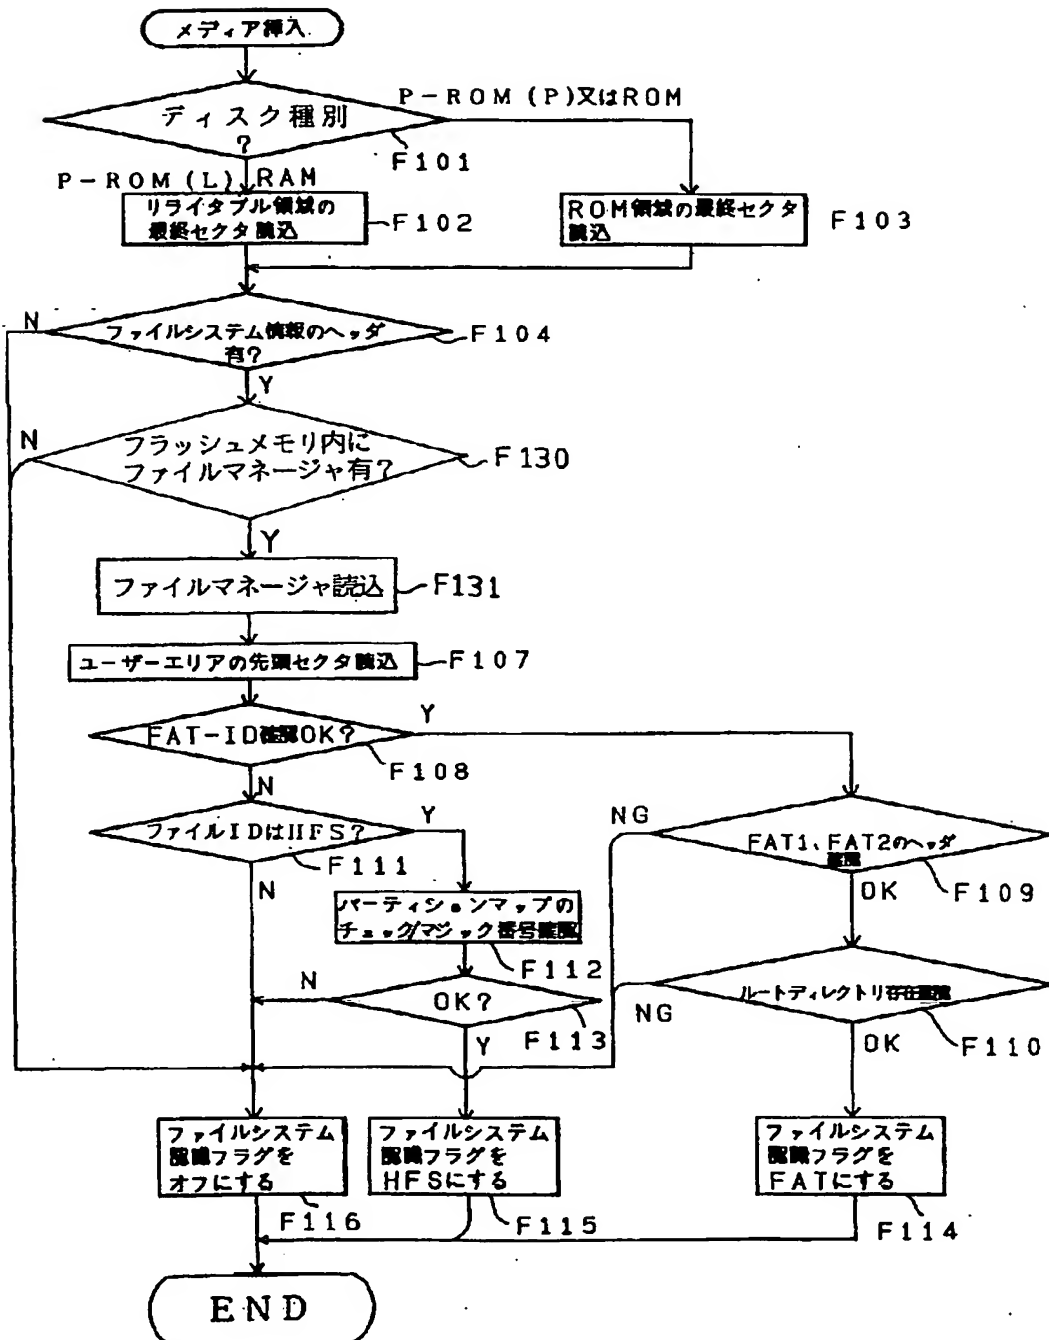 メディア挿入
ディスク種別
?
P-ROM (P)又はROM
F101
P-ROM (L) RAM
リライタブル領域の
最終セクタ読込
F102
ROM領域の最終セクタ
読込
F103
N
ファイルシステム情報のヘッダ
有?
F104
Y
N
フラッシュメモリ内に
ファイルマネージャ有?
F130
Y
ファイルマネージャ読込
F131
ユーザーエリアの先頭セクタ読込
F107
FAT-ID確認OK?
Y
F108
N
ファイルIDはHFS?
Y
F111
N
NG
FAT1、FAT2のヘッダ
確認
F109
OK
パーティションマップの
チェック/マジック番号確認
F112
N
OK?
F113
Y
ルートディレクトリ存在確認
NG
F110
OK
ファイルシステム
認識フラグを
オフにする
F116
ファイルシステム
認識フラグを
HFSにする
F115
ファイルシステム
認識フラグを
FATにする
F114
END